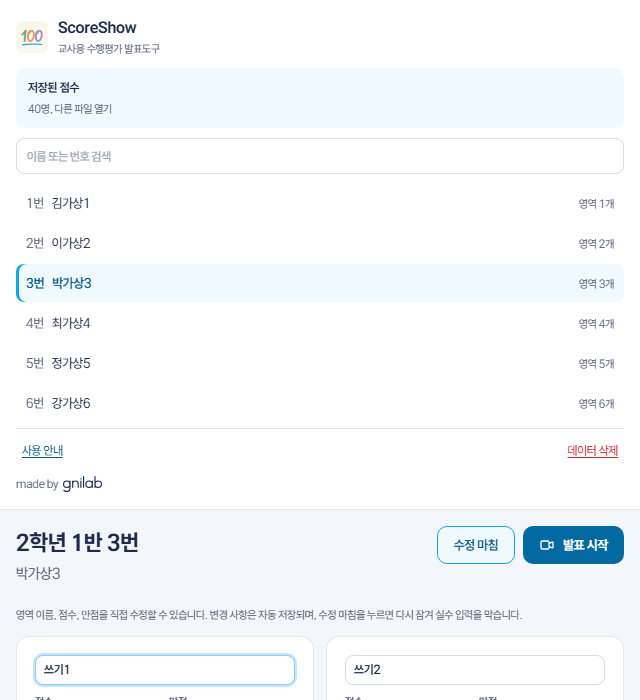 100
ScoreShow
교사용 수행평가 발표도구
저장된 점수
40명, 다른 파일 열기
이름 또는 번호 검색
1번 김가상1 영역 1개
2번 이가상2 영역 2개
3번 박가상3 영역 3개
4번 최가상4 영역 4개
5번 정가상5 영역 5개
6번 강가상6 영역 6개
사용 안내 데이터 삭제
made by gnilab
2학년 1반 3번
수정 마침 발표 시작
박가상3
영역 이름, 점수, 만점을 직접 수정할 수 있습니다. 변경 사항은 자동 저장되며, 수정 마침을 누르면 다시 잠겨 실수 입력을 막습니다.
쓰기1 쓰기2